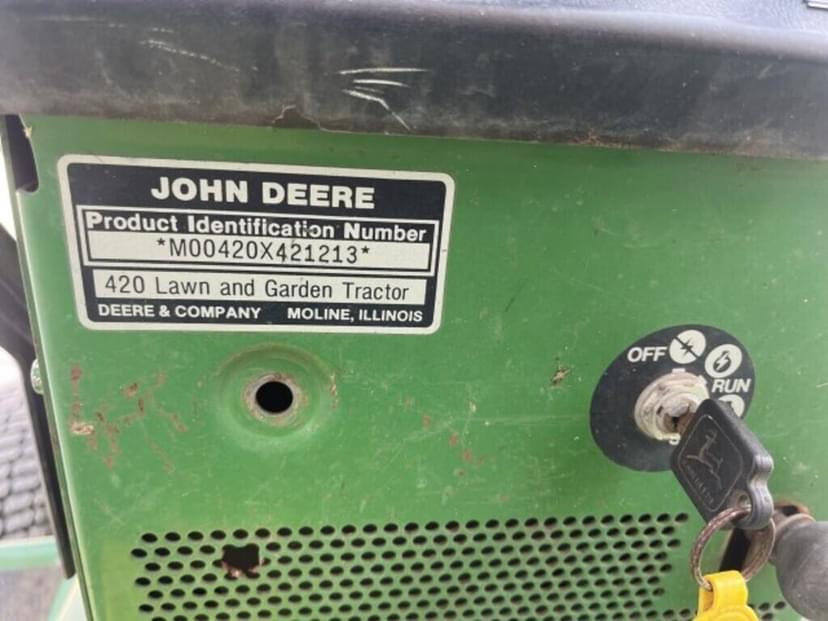 JOHN DEERE
Product Identification Number
*M00420X421213*
420 Lawn and Garden Tractor
DEERE & COMPANY MOLINE, ILLINOIS
OFF
RUN